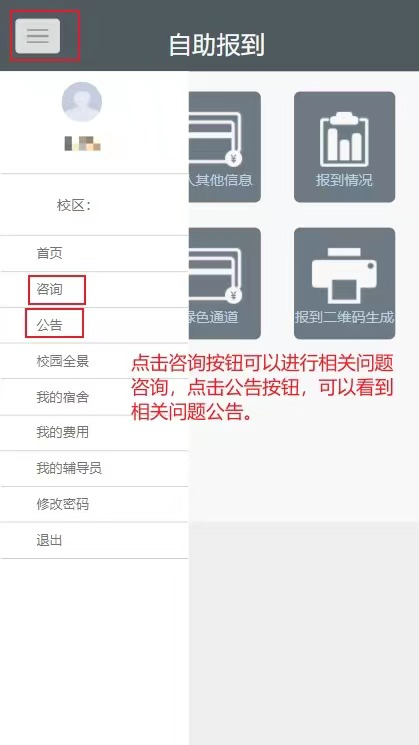 自助报到
校区：
首页
咨询
公告
校园全景
我的宿舍
我的费用
我的辅导员
修改密码
退出
人其他信息
报到情况
绿色通道
报到二维码生成
点击咨询按钮可以进行相关问题
咨询，点击公告按钮，可以看到
相关问题公告。